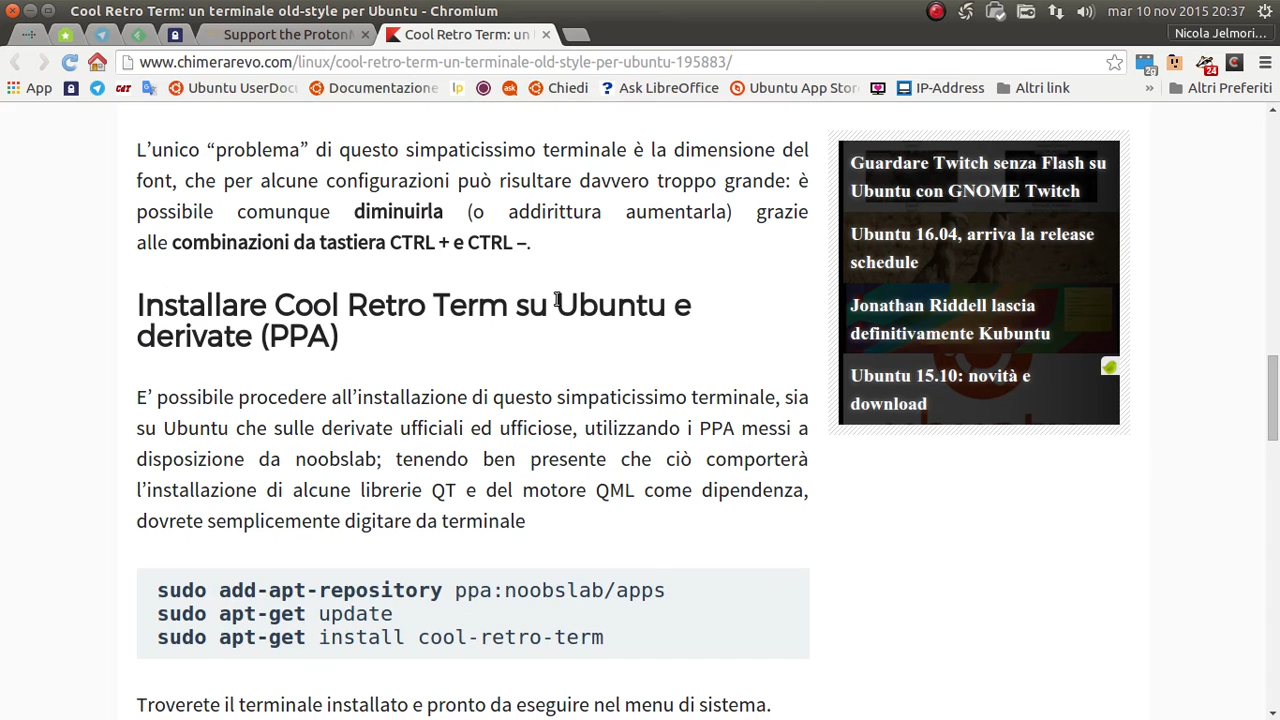 Cool Retro Term: un terminale old-style per Ubuntu - Chromium
mar 10 nov 2015 20:37
Support the ProtonM
Cool Retro Term: un
Nicola Jelmori...
www.chimerarevo.com/linux/cool-retro-term-un-terminale-old-style-per-ubuntu-195883/
24
App
CdT
Ubuntu UserDocu
Documentazione
lp
ask
Chiedi
? Ask LibreOffice
Ubuntu App Store
IP-Address
Altri link
»
Altri Preferiti
L’unico “problema” di questo simpaticissimo terminale è la dimensione del
font, che per alcune configurazioni può risultare davvero troppo grande: è
possibile comunque diminuirla (o addirittura aumentarla) grazie
alle combinazioni da tastiera CTRL + e CTRL –.
Installare Cool Retro Term su Ubuntu e
derivate (PPA)
E’ possibile procedere all’installazione di questo simpaticissimo terminale, sia
su Ubuntu che sulle derivate ufficiali ed ufficiose, utilizzando i PPA messi a
disposizione da noobslab; tenendo ben presente che ciò comporterà
l’installazione di alcune librerie QT e del motore QML come dipendenza,
dovrete semplicemente digitare da terminale
sudo add-apt-repository ppa:noobslab/apps
sudo apt-get update
sudo apt-get install cool-retro-term
Troverete il terminale installato e pronto da eseguire nel menu di sistema.
Guardare Twitch senza Flash su
Ubuntu con GNOME Twitch
Ubuntu 16.04, arriva la release
schedule
Jonathan Riddell lascia
definitivamente Kubuntu
Ubuntu 15.10: novità e
download